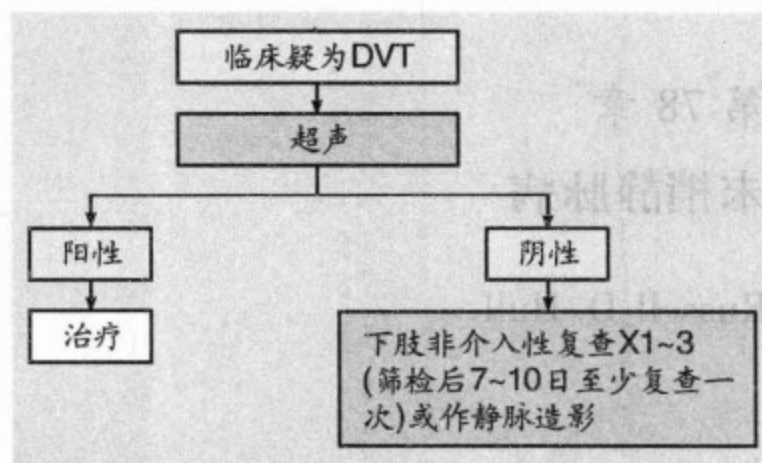 临床疑为DVT
超声
阳性
阴性
治疗
下肢非介入性复查X1~3
(筛检后7~10日至少复查一
次)或作静脉造影